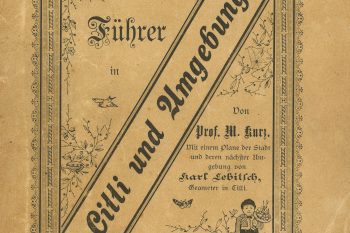 Führer
in
Cilli und Umgebung
Von
Prof. M. Kurz.
Mit einem Plane der Stadt
und deren nächster Um-
gebung von
Karl Lebitsch,
Geometer in Cilli.